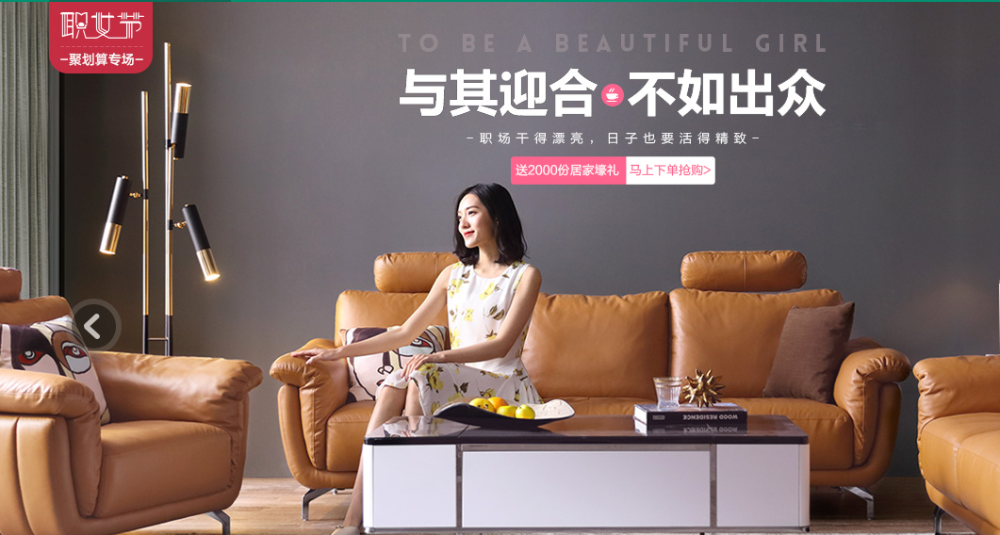 职女节
聚划算专场
TO BE A BEAUTIFUL GIRL
与其迎合 不如出众
-职场干得漂亮，日子也要活得精致-
送2000份居家壕礼 马上下单抢购>
WOOD RESIDENCE